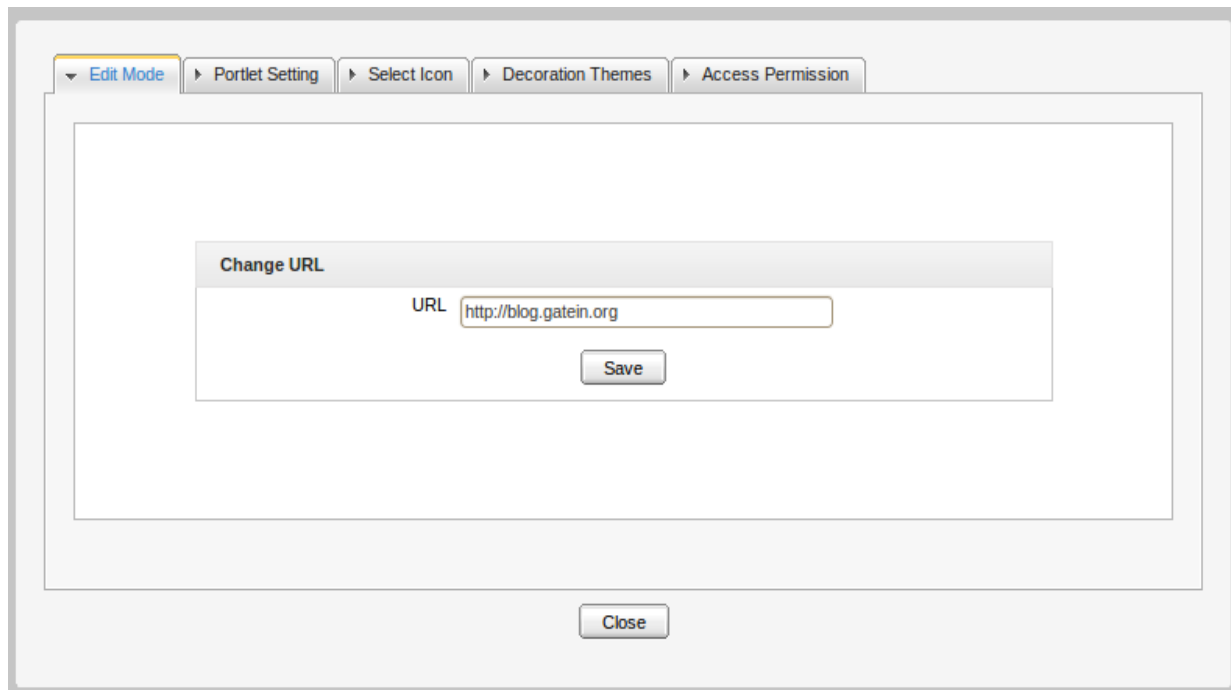 Edit Mode Portlet Setting Select Icon Decoration Themes Access Permission
Change URL
URL http://blog.gatein.org
Save
Close